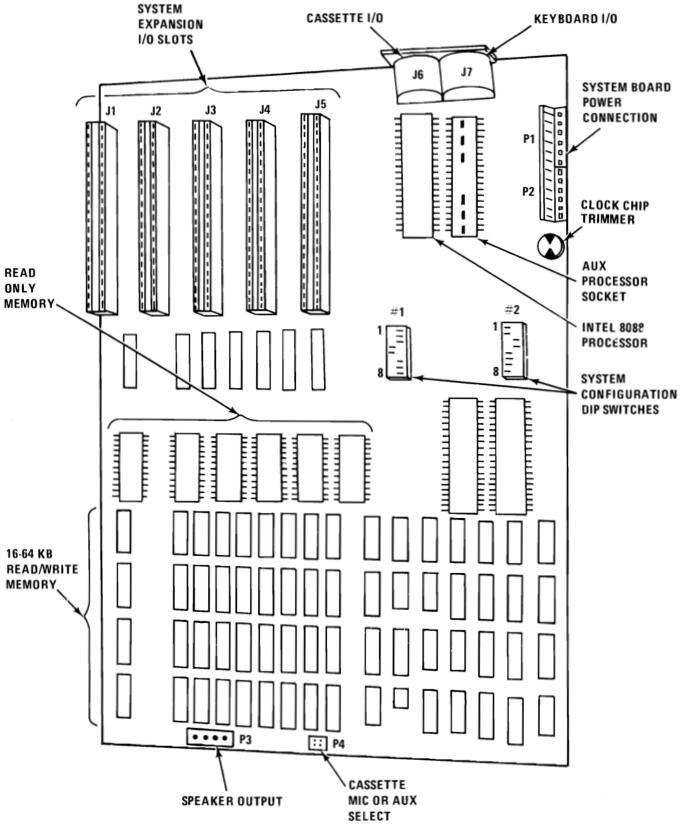 SYSTEM
EXPANSION
I/O SLOTS
CASSETTE I/O
KEYBOARD I/O
J6
J7
SYSTEM BOARD
POWER
CONNECTION
J1
J2
J3
J4
J5
P1
P2
CLOCK CHIP
TRIMMER
READ
ONLY
MEMORY
AUX
PROCESSOR
SOCKET
#1
#2
1
1
INTEL 8088
PROCESSOR
8
8
SYSTEM
CONFIGURATION
DIP SWITCHES
16-64 KB
READ/WRITE
MEMORY
P3
P4
SPEAKER OUTPUT
CASSETTE
MIC OR AUX
SELECT